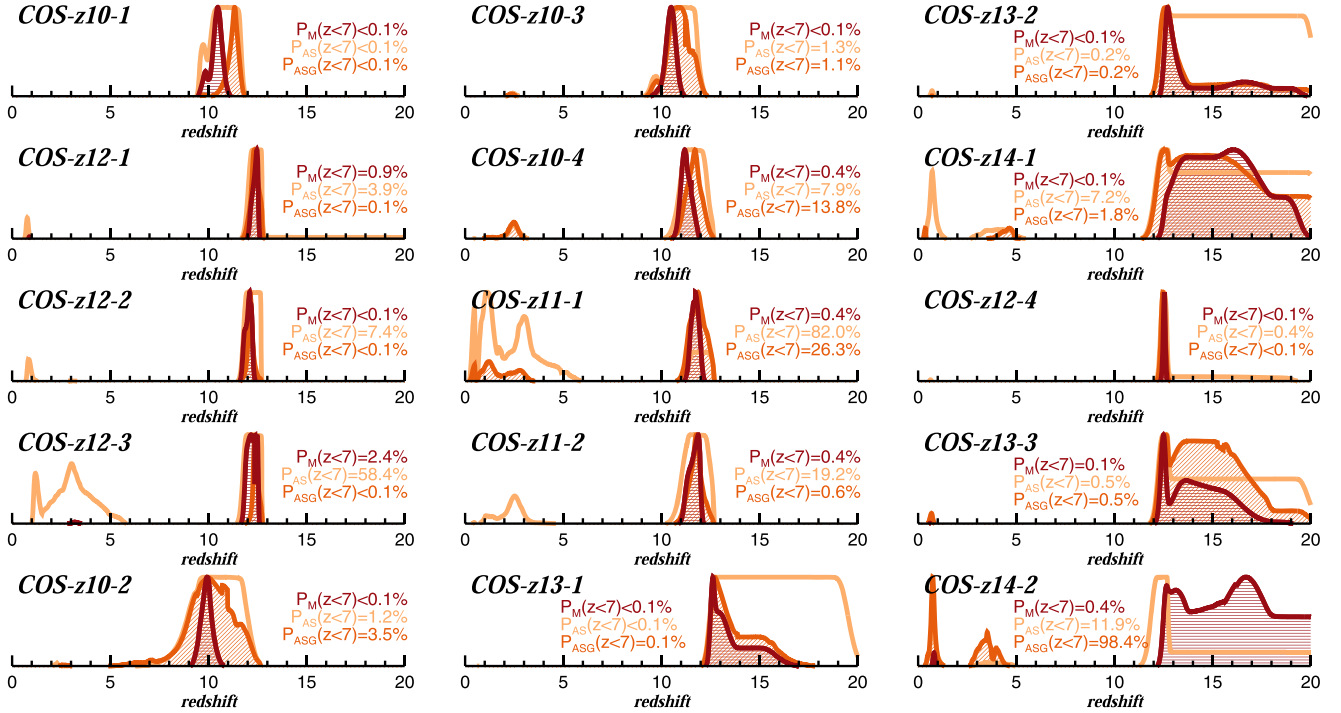 COS-z10-1
P_M(z<7)<0.1%
P_AS(z<7)<0.1%
P_ASG(z<7)<0.1%
0 5 10 15 20
redshift
COS-z10-3
P_M(z<7)<0.1%
P_AS(z<7)=1.3%
P_ASG(z<7)=1.1%
0 5 10 15 20
redshift
COS-z13-2
P_M(z<7)<0.1%
P_AS(z<7)=0.2%
P_ASG(z<7)=0.2%
0 5 10 15 20
redshift
COS-z12-1
P_M(z<7)=0.9%
P_AS(z<7)=3.9%
P_ASG(z<7)=0.1%
0 5 10 15 20
redshift
COS-z10-4
P_M(z<7)=0.4%
P_AS(z<7)=7.9%
P_ASG(z<7)=13.8%
0 5 10 15 20
redshift
COS-z14-1
P_M(z<7)<0.1%
P_AS(z<7)=7.2%
P_ASG(z<7)=1.8%
0 5 10 15 20
redshift
COS-z12-2
P_M(z<7)<0.1%
P_AS(z<7)=7.4%
P_ASG(z<7)<0.1%
0 5 10 15 20
redshift
COS-z11-1
P_M(z<7)=0.4%
P_AS(z<7)=82.0%
P_ASG(z<7)=26.3%
0 5 10 15 20
redshift
COS-z12-4
P_M(z<7)<0.1%
P_AS(z<7)=0.4%
P_ASG(z<7)<0.1%
0 5 10 15 20
redshift
COS-z12-3
P_M(z<7)=2.4%
P_AS(z<7)=58.4%
P_ASG(z<7)<0.1%
0 5 10 15 20
redshift
COS-z11-2
P_M(z<7)=0.4%
P_AS(z<7)=19.2%
P_ASG(z<7)=0.6%
0 5 10 15 20
redshift
COS-z13-3
P_M(z<7)=0.1%
P_AS(z<7)=0.5%
P_ASG(z<7)=0.5%
0 5 10 15 20
redshift
COS-z10-2
P_M(z<7)<0.1%
P_AS(z<7)=1.2%
P_ASG(z<7)=3.5%
0 5 10 15 20
redshift
COS-z13-1
P_M(z<7)<0.1%
P_AS(z<7)<0.1%
P_ASG(z<7)=0.1%
0 5 10 15 20
redshift
COS-z14-2
P_M(z<7)=0.4%
P_AS(z<7)=11.9%
P_ASG(z<7)=98.4%
0 5 10 15 20
redshift